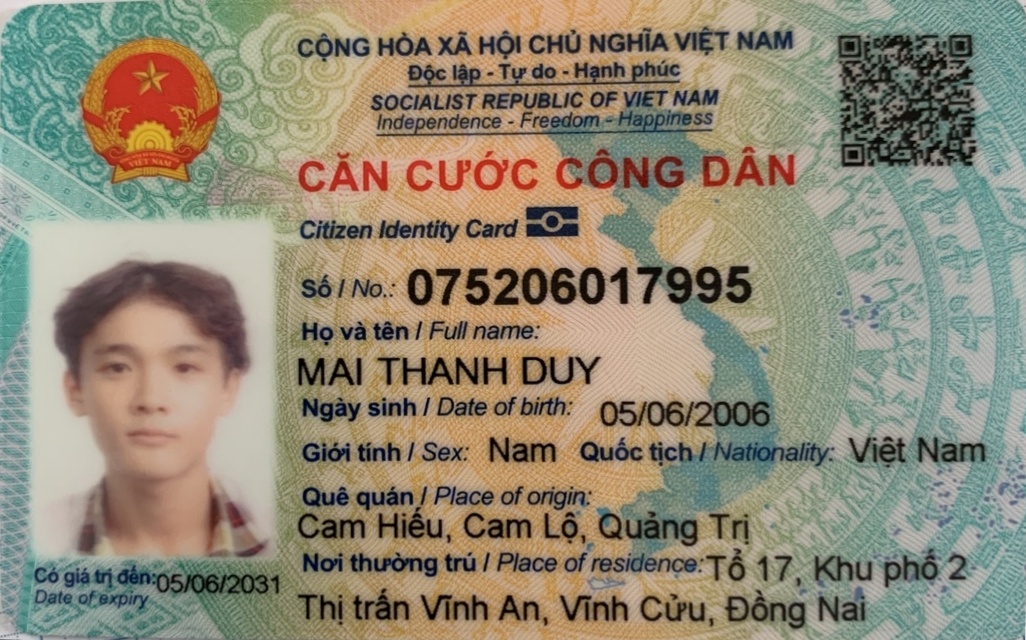 CỘNG HÒA XÃ HỘI CHỦ NGHĨA VIỆT NAM
Độc lập - Tự do - Hạnh phúc
SOCIALIST REPUBLIC OF VIET NAM
Independence - Freedom - Happiness
CĂN CƯỚC CÔNG DÂN
Citizen Identity Card
VIỆT NAM
Số / No.: 075206017995
Họ và tên / Full name:
MAI THANH DUY
Ngày sinh / Date of birth: 05/06/2006
Giới tính / Sex: Nam Quốc tịch / Nationality: Việt Nam
Quê quán / Place of origin:
Cam Hiếu, Cam Lộ, Quảng Trị
Nơi thường trú / Place of residence: Tổ 17, Khu phố 2
Thị trấn Vĩnh An, Vĩnh Cửu, Đồng Nai
Có giá trị đến: 05/06/2031
Date of expiry